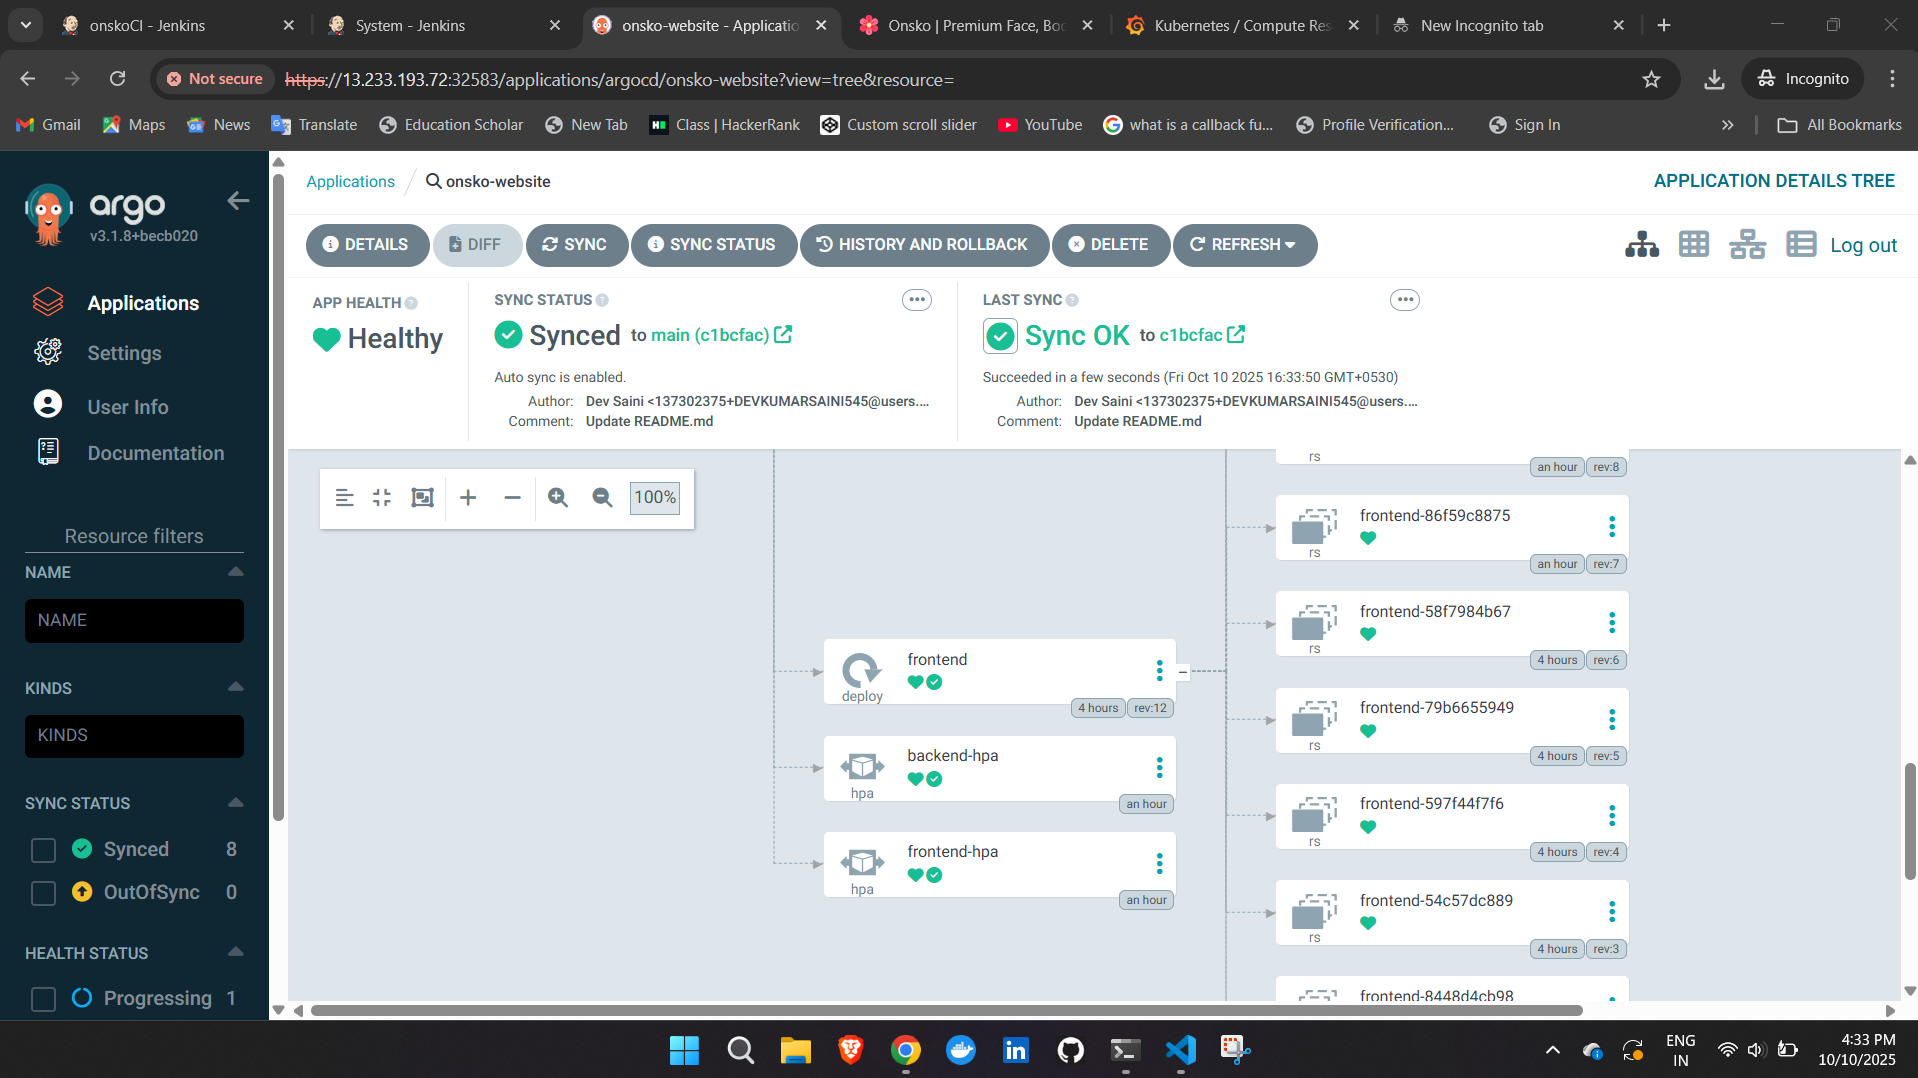 onskoCI - Jenkins
System - Jenkins
onsko-website - Applicatio
Onsko | Premium Face, Bod
Kubernetes / Compute Res
New Incognito tab
Not secure
https://13.233.193.72:32583/applications/argocd/onsko-website?view=tree&resource=
Incognito
Gmail
Maps
News
Translate
Education Scholar
New Tab
Class | HackerRank
Custom scroll slider
YouTube
what is a callback fu...
Profile Verification...
Sign In
All Bookmarks
argo
v3.1.8+becb020
Applications
Settings
User Info
Documentation
Resource filters
NAME
NAME
KINDS
KINDS
SYNC STATUS
Synced 8
OutOfSync 0
HEALTH STATUS
Progressing 1
Applications / onsko-website
APPLICATION DETAILS TREE
DETAILS
DIFF
SYNC
SYNC STATUS
HISTORY AND ROLLBACK
DELETE
REFRESH
Log out
APP HEALTH
Healthy
SYNC STATUS
Synced to main (c1bcfac)
Auto sync is enabled.
Author: Dev Saini <137302375+DEVKUMARSAINI545@users....
Comment: Update README.md
LAST SYNC
Sync OK to c1bcfac
Succeeded in a few seconds (Fri Oct 10 2025 16:33:50 GMT+0530)
Author: Dev Saini <137302375+DEVKUMARSAINI545@users....
Comment: Update README.md
100%
frontend
deploy
4 hours rev:12
backend-hpa
hpa
an hour
frontend-hpa
hpa
an hour
rs
an hour rev:8
frontend-86f59c8875
rs
an hour rev:7
frontend-58f7984b67
rs
4 hours rev:6
frontend-79b6655949
rs
4 hours rev:5
frontend-597f44f7f6
rs
4 hours rev:4
frontend-54c57dc889
rs
4 hours rev:3
frontend-8448d4cb98
ENG
IN
4:33 PM
10/10/2025